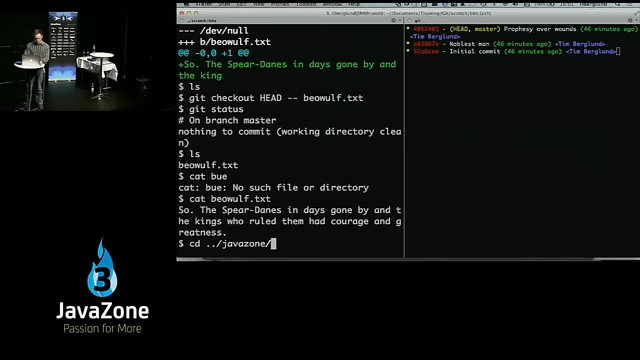 --- /dev/null
+++ b/beowulf.txt
@@ -0,0 +1 @@
+So. The Spear-Danes in days gone by and
the king
$ ls
$ git checkout HEAD -- beowulf.txt
$ git status
# On branch master
nothing to commit (working directory clea
n)
$ ls
beowulf.txt
$ cat bue
cat: bue: No such file or directory
$ cat beowulf.txt
So. The Spear-Danes in days gone by and t
he kings who ruled them had courage and g
reatness.
$ cd ../javazone/
(HEAD, master) Prophesy over wounds (46 minutes ago)
<Tim Berglund>
Noblest man (46 minutes ago) <Tim Berglund>
Initial commit (46 minutes ago) <Tim Berglund>
3
JavaZone
Passion for More